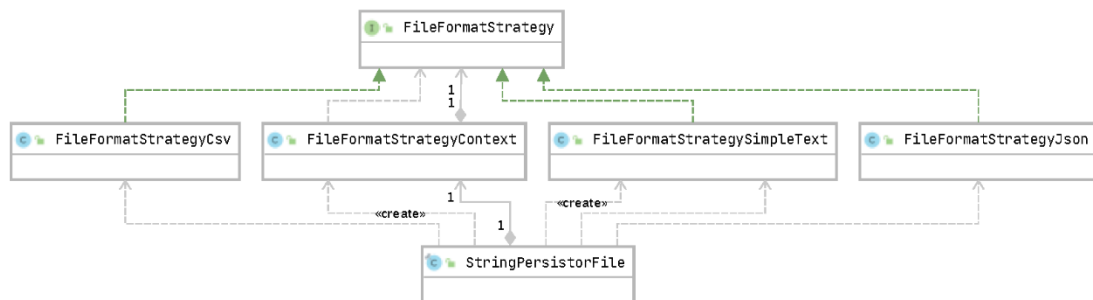 I FileFormatStrategy
1
1
C FileFormatStrategyCsv
C FileFormatStrategyContext
C FileFormatStrategySimpleText
C FileFormatStrategyJson
1
«create»
«create»
1
C StringPersistorFile